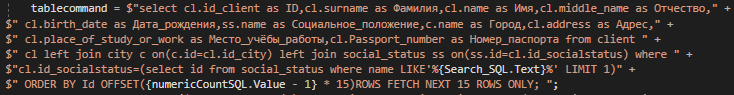 tablecommand = $"select cl.id_client as ID,cl.surname as Фамилия,cl.name as Имя,cl.middle_name as Отчество," +
$" cl.birth_date as Дата_рождения,ss.name as Социальное_положение,c.name as Город,cl.address as Адрес," +
$" cl.place_of_study_or_work as Место_учёбы_работы,cl.Passport_number as Номер_паспорта from client " +
$" cl left join city c on(c.id=cl.id_city) left join social_status ss on(ss.id=cl.id_socialstatus) where " +
$"cl.id_socialstatus=(select id from social_status where name LIKE'%{Search_SQL.Text}%' LIMIT 1)" +
$" ORDER BY Id OFFSET({numericCountSQL.Value - 1} * 15)ROWS FETCH NEXT 15 ROWS ONLY; ";